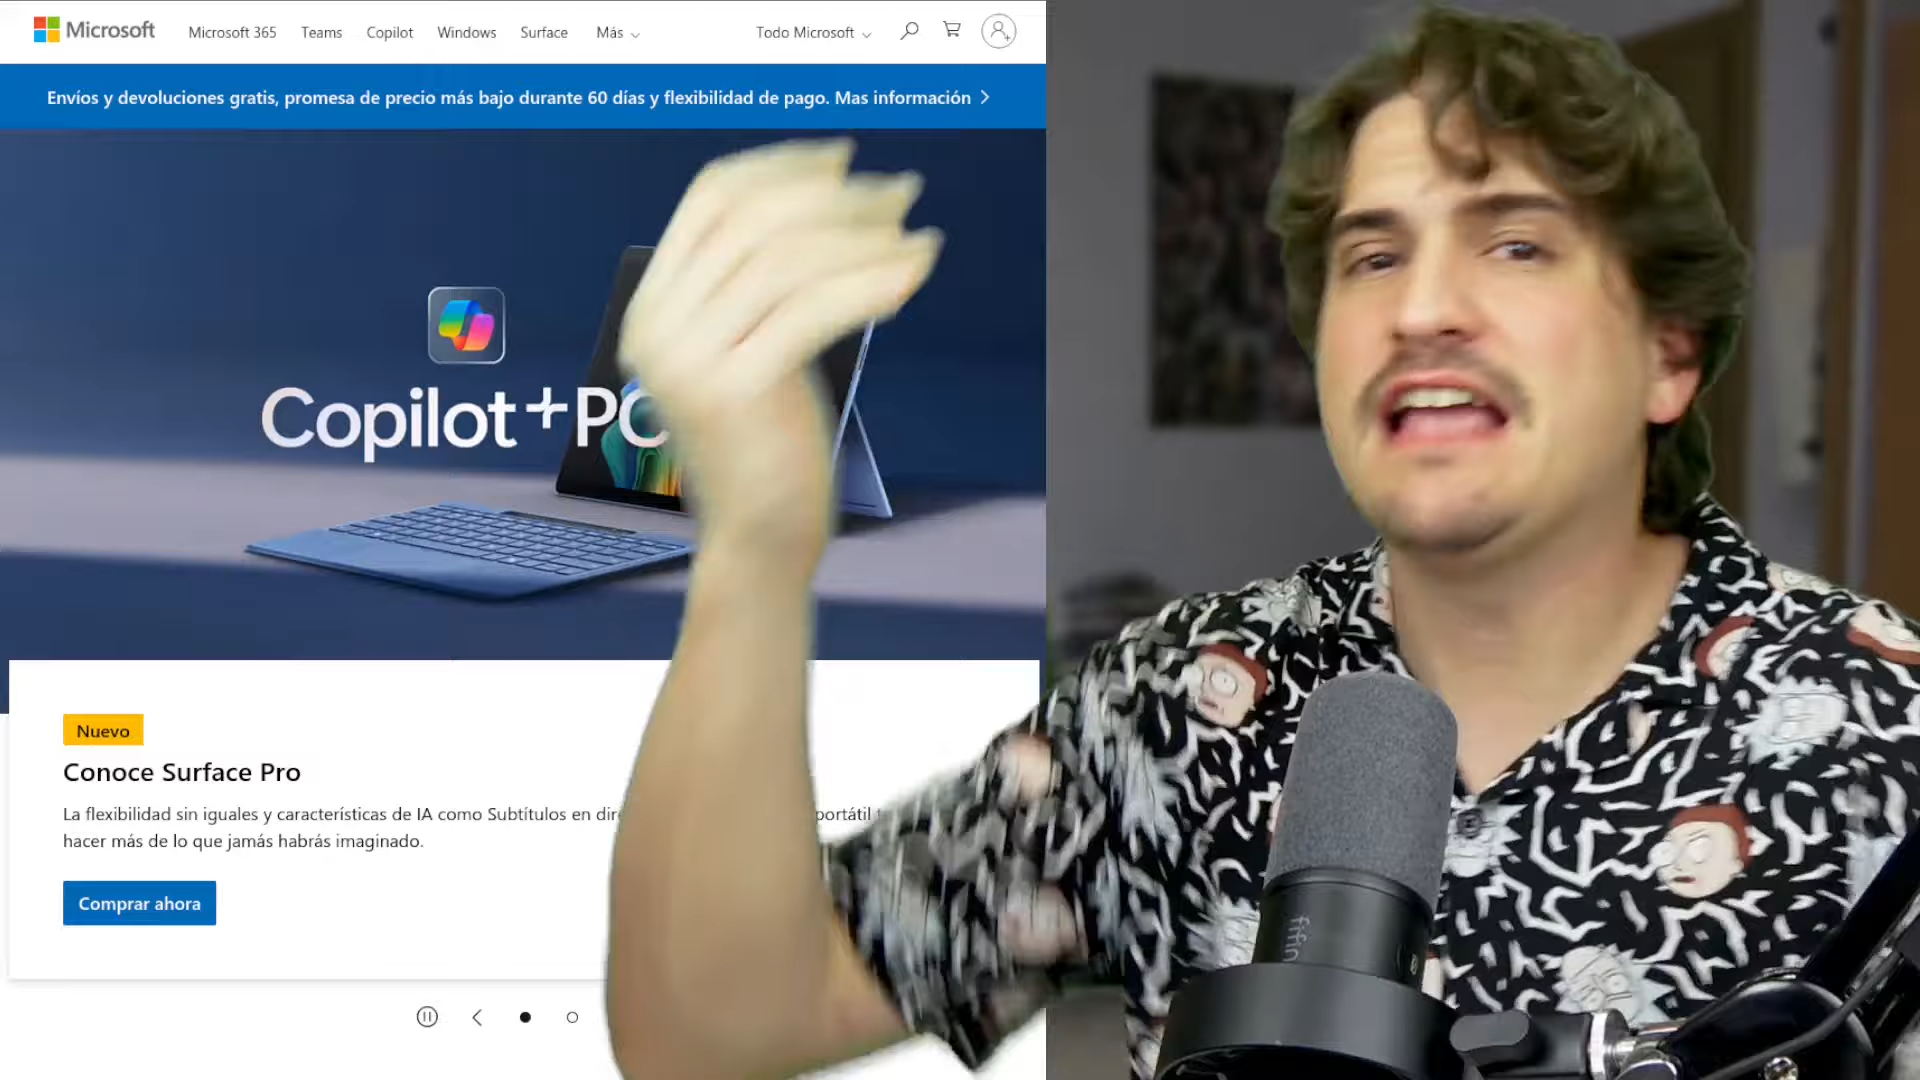 Microsoft
Microsoft 365 Teams Copilot Windows Surface Más Todo Microsoft
Envíos y devoluciones gratis, promesa de precio más bajo durante 60 días y flexibilidad de pago. Mas información
Copilot+PC
Nuevo
Conoce Surface Pro
La flexibilidad sin iguales y características de IA como Subtítulos en portátil
hacer más de lo que jamás habrás imaginado.
Comprar ahora
fifin